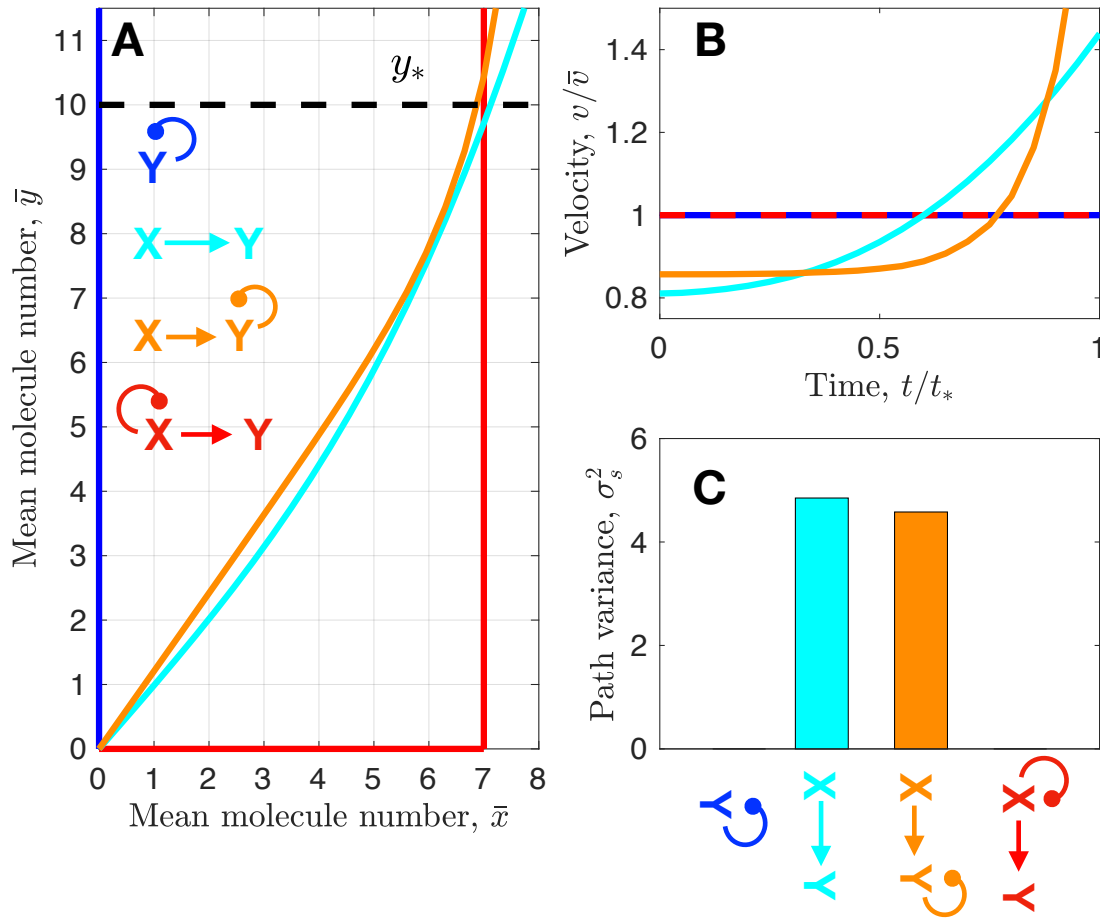 A
11
10
9
8
7
6
5
4
3
2
1
0
y*
Y
X Y
X Y
X Y
Mean molecule number, ȳ
0 1 2 3 4 5 6 7 8
Mean molecule number, x̄
B
1.4
1.2
1
0.8
Velocity, v/v̄
0 0.5 1
Time, t/t*
C
6
4
2
0
Path variance, σ²ₛ
Y
X Y
X Y
X Y